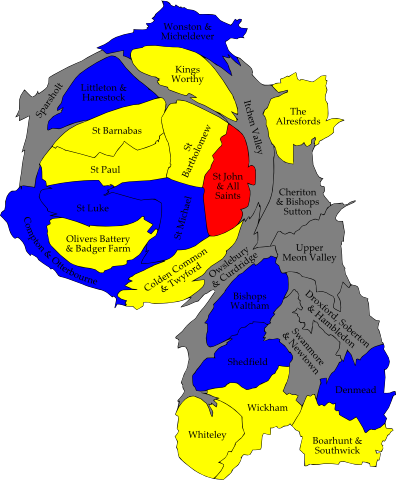 Wonston &
Micheldever
Kings
Worthy
Sparsholt
Littleton &
Harestock
Itchen Valley
The
Alresfords
St Barnabas
St
Bartholomew
St Paul
St John
& All
Saints
Cheriton
& Bishops
Sutton
St Luke
St Michael
Olivers Battery
& Badger Farm
Compton & Otterbourne
Colden Common
& Twyford
Owslebury
& Curdridge
Upper
Meon Valley
Bishops
Waltham
Droxford, Soberton
& Hambledon
Swanmore
& Newtown
Shedfield
Denmead
Wickham
Whiteley
Boarhunt &
Southwick